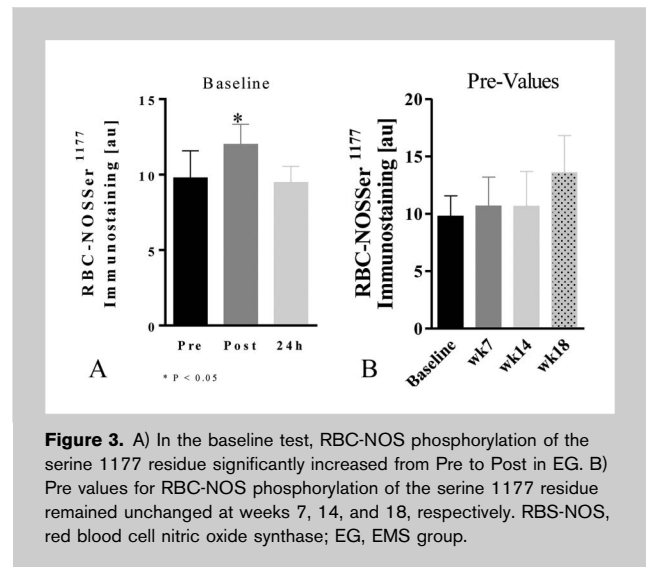 Baseline
RBC-NOSSer 1177
Immunostaining [au]
15
10
5
0
Pre Post 24h
A
* P < 0.05
*
Pre-Values
RBC-NOSSer 1177
Immunostaining [au]
20
15
10
5
0
Baseline wk7 wk14 wk18
B
Figure 3. A) In the baseline test, RBC-NOS phosphorylation of the
serine 1177 residue significantly increased from Pre to Post in EG. B)
Pre values for RBC-NOS phosphorylation of the serine 1177 residue
remained unchanged at weeks 7, 14, and 18, respectively. RBS-NOS,
red blood cell nitric oxide synthase; EG, EMS group.